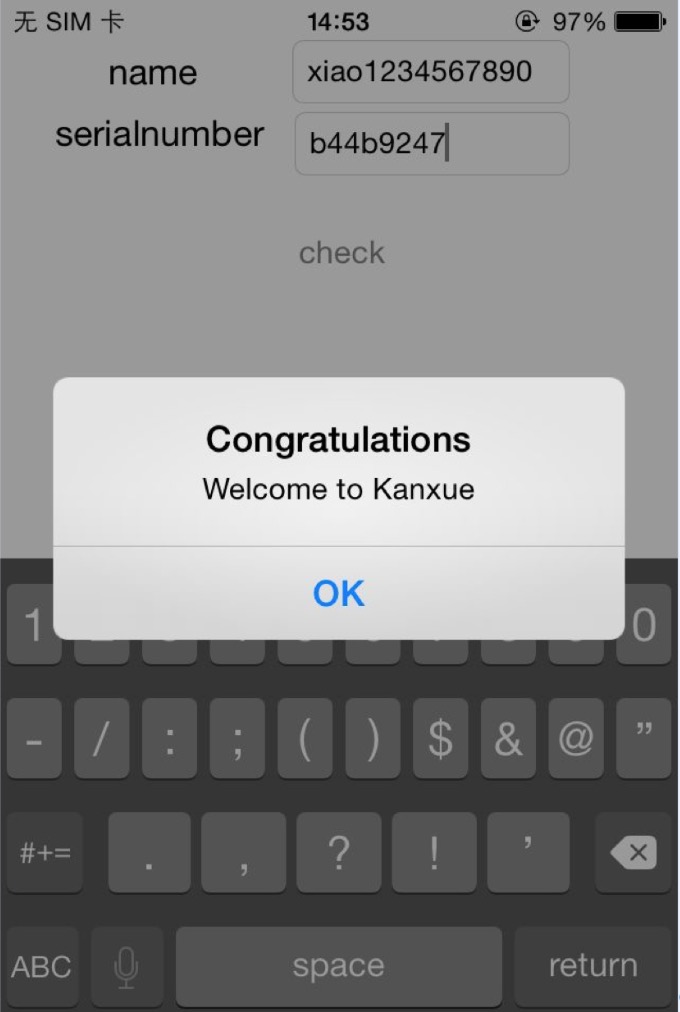 无 SIM 卡 14:53 97%
name xiao1234567890
serialnumber b44b9247
check
Congratulations
Welcome to Kanxue
OK
1 0
- / : ; ( ) $ & @ ”
#+= . , ? ! ’
ABC space return